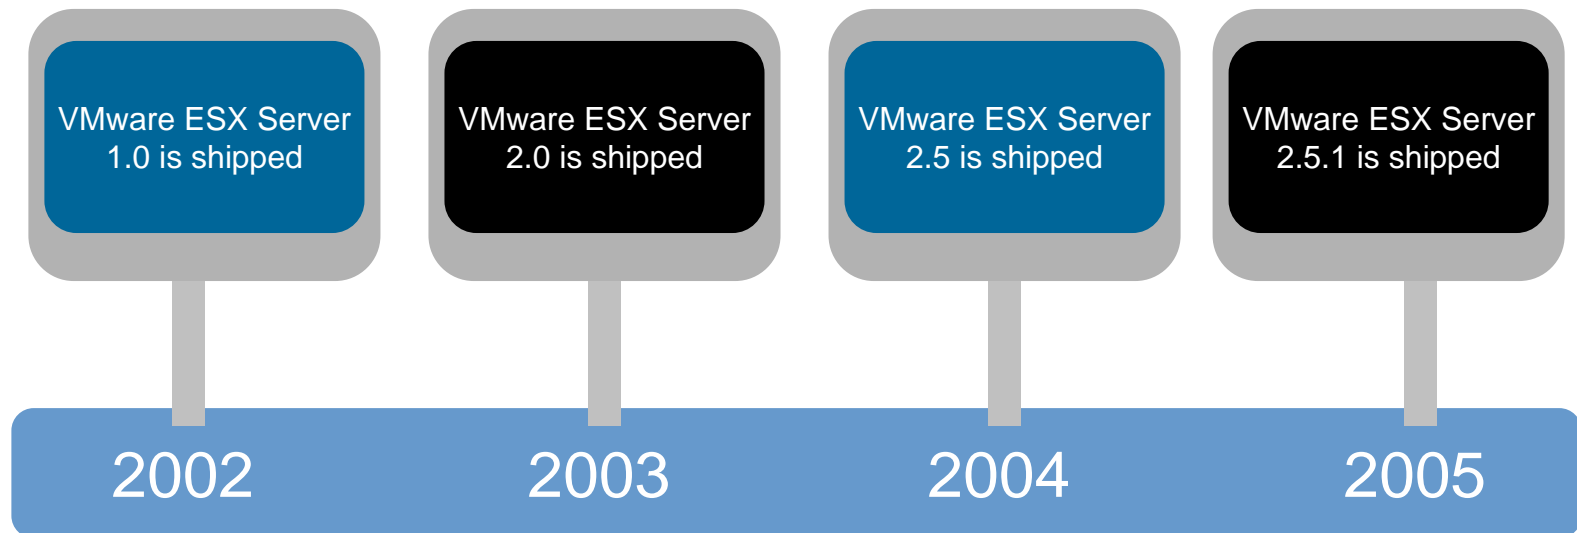 VMware ESX Server
1.0 is shipped
VMware ESX Server
2.0 is shipped
VMware ESX Server
2.5 is shipped
VMware ESX Server
2.5.1 is shipped
2002
2003
2004
2005